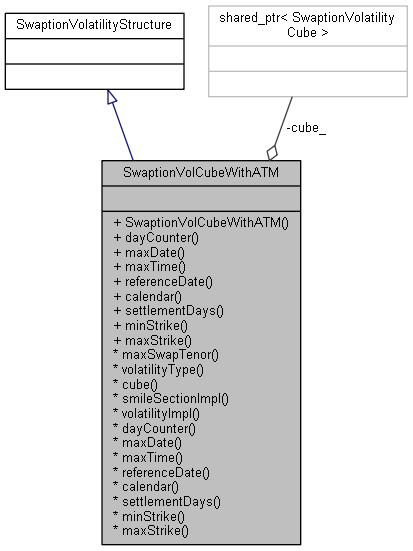 SwaptionVolatilityStructure
shared_ptr< SwaptionVolatility
Cube >
-cube_
SwaptionVolCubeWithATM
+ SwaptionVolCubeWithATM()
+ dayCounter()
+ maxDate()
+ maxTime()
+ referenceDate()
+ calendar()
+ settlementDays()
+ minStrike()
+ maxStrike()
* maxSwapTenor()
* volatilityType()
* cube()
* smileSectionImpl()
* volatilityImpl()
* dayCounter()
* maxDate()
* maxTime()
* referenceDate()
* calendar()
* settlementDays()
* minStrike()
* maxStrike()